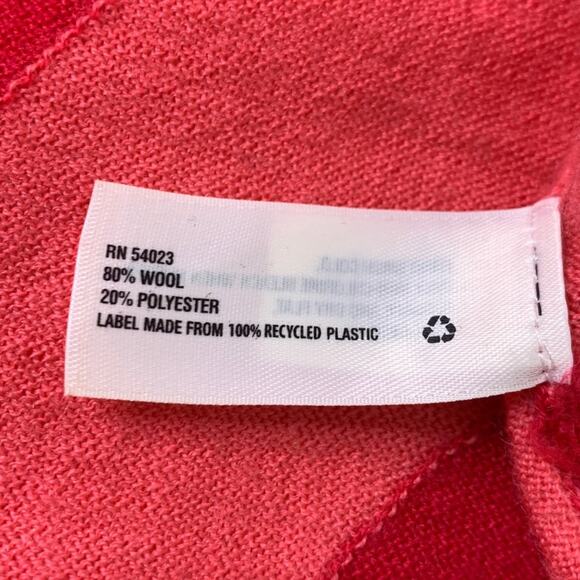 RN 54023
80% WOOL
20% POLYESTER
LABEL MADE FROM 100% RECYCLED PLASTIC